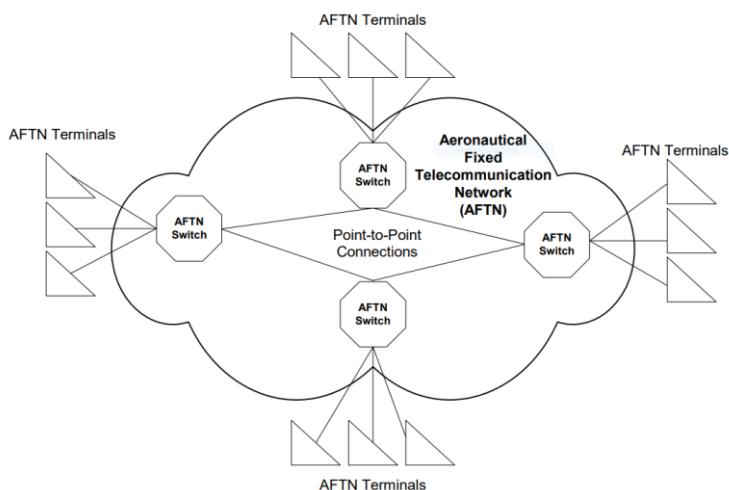 AFTN Terminals
AFTN Terminals
Aeronautical
Fixed
Telecommunication
Network
(AFTN)
AFTN Terminals
AFTN
Switch
AFTN
Switch
Point-to-Point
Connections
AFTN
Switch
AFTN
Switch
AFTN Terminals